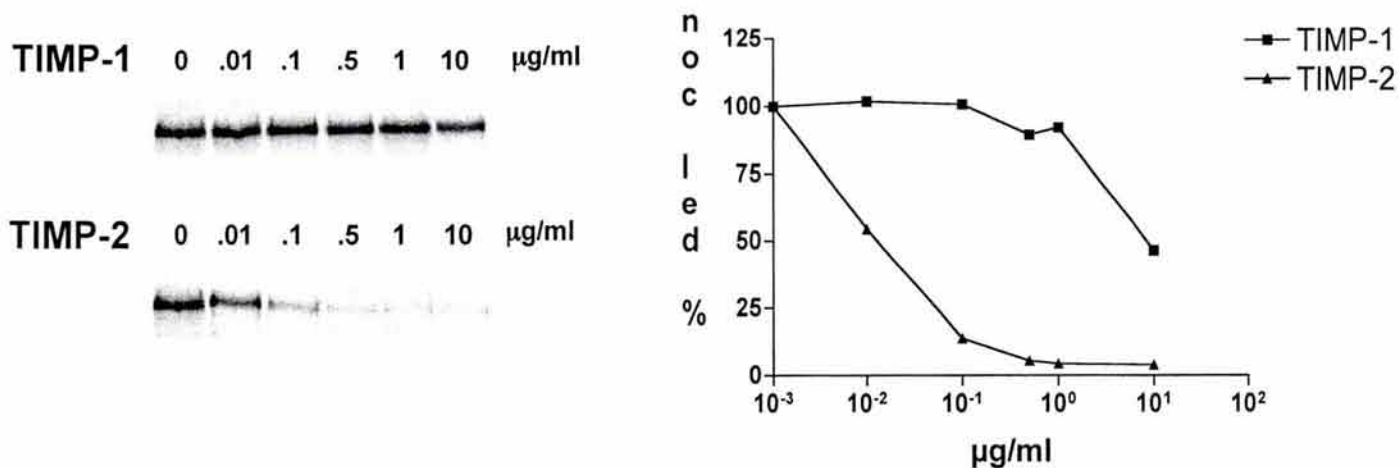 TIMP-1 0 .01 .1 .5 1 10 µg/ml
TIMP-2 0 .01 .1 .5 1 10 µg/ml
n
o
c
l
e
d
%
125
100
75
50
25
0
10⁻³ 10⁻² 10⁻¹ 10⁰ 10¹ 10²
µg/ml
TIMP-1
TIMP-2